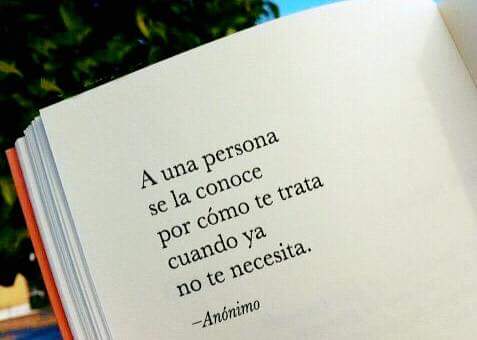 A una persona
se la conoce
por cómo te trata
cuando ya
no te necesita.
–Anónimo